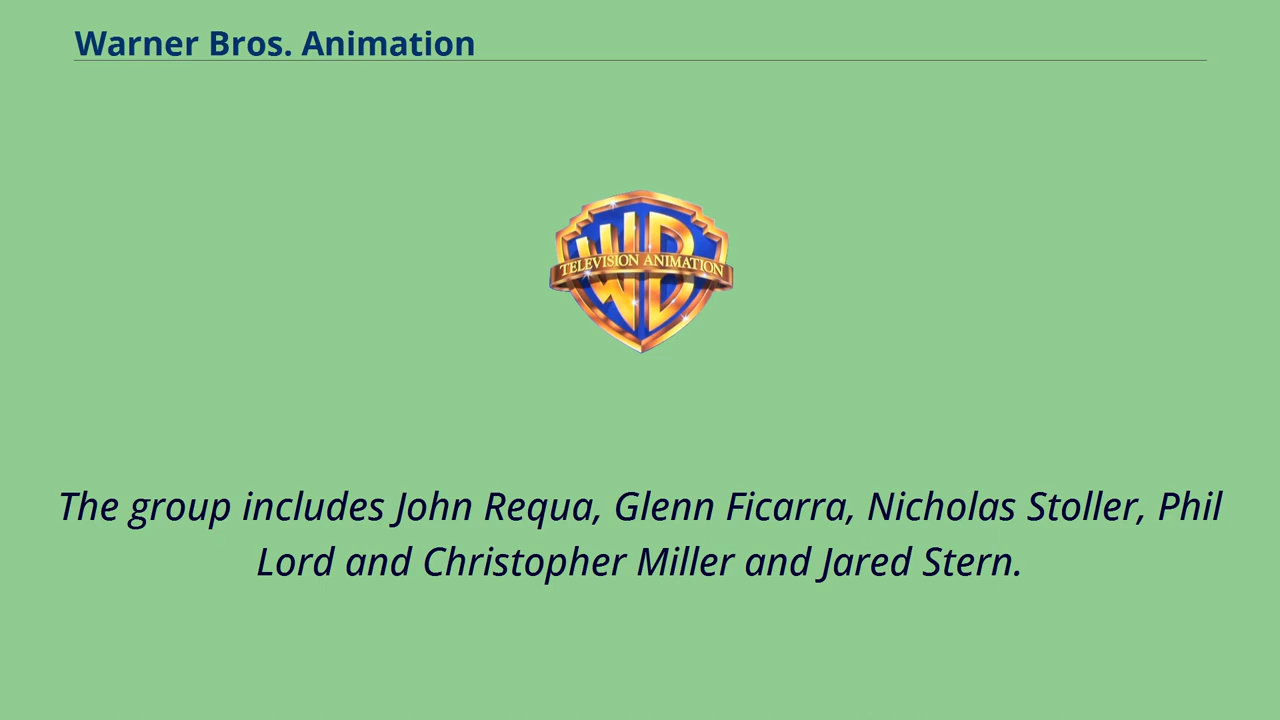 Warner Bros. Animation
WB
TELEVISION ANIMATION
The group includes John Requa, Glenn Ficarra, Nicholas Stoller, Phil
Lord and Christopher Miller and Jared Stern.